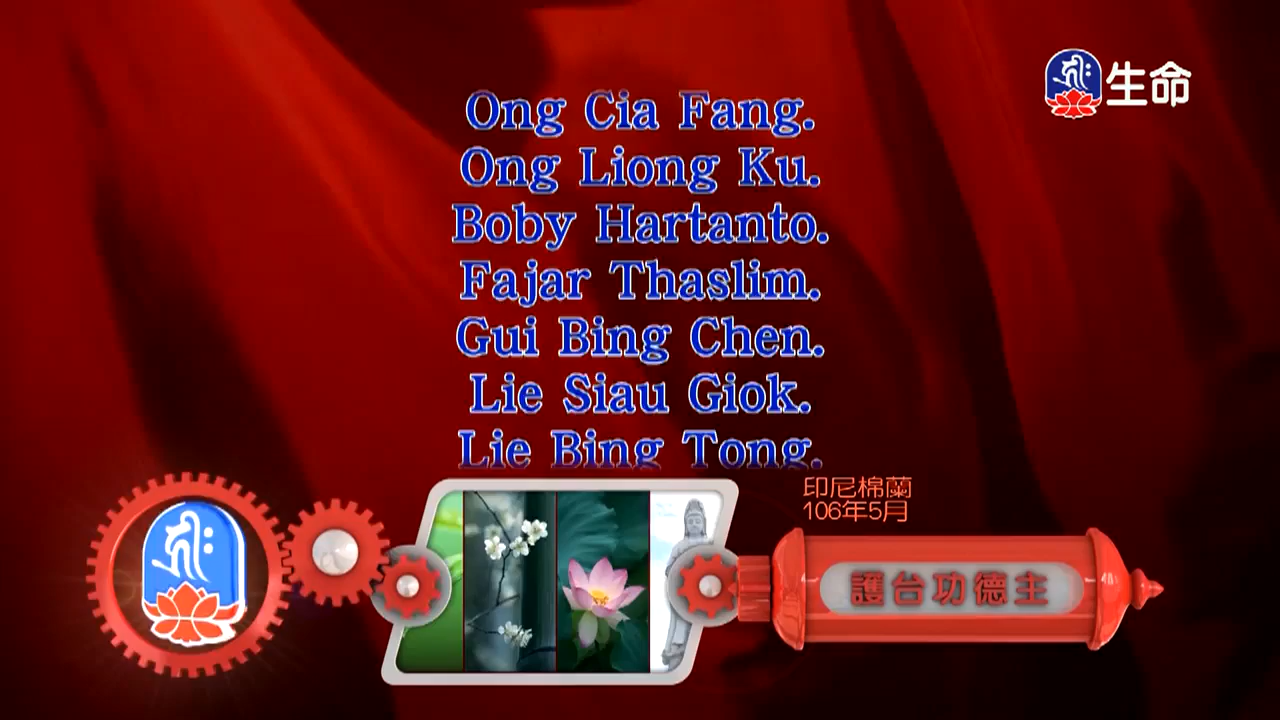 生命
Ong Cia Fang.
Ong Liong Ku.
Boby Hartanto.
Fajar Thaslim.
Gui Bing Chen.
Lie Siau Giok.
Lie Bing Tong.
印尼棉蘭
106年5月
護台功德主